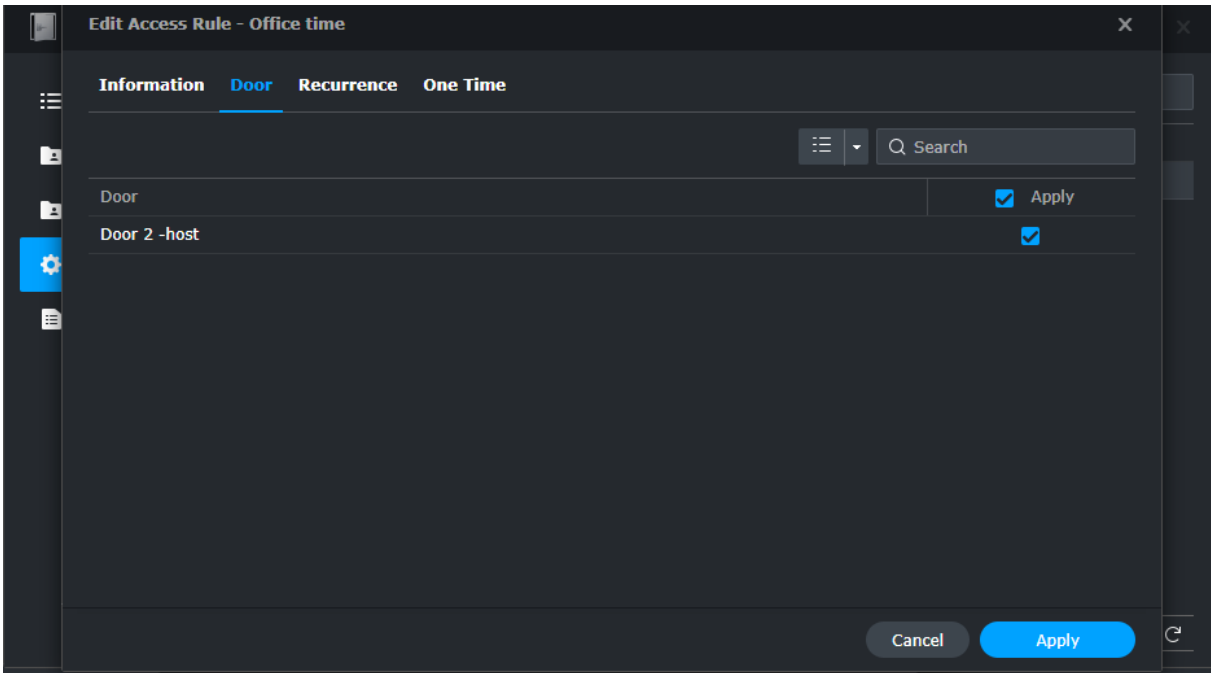 Edit Access Rule - Office time
Information Door Recurrence One Time
Search
Door Apply
Door 2 -host
Cancel Apply